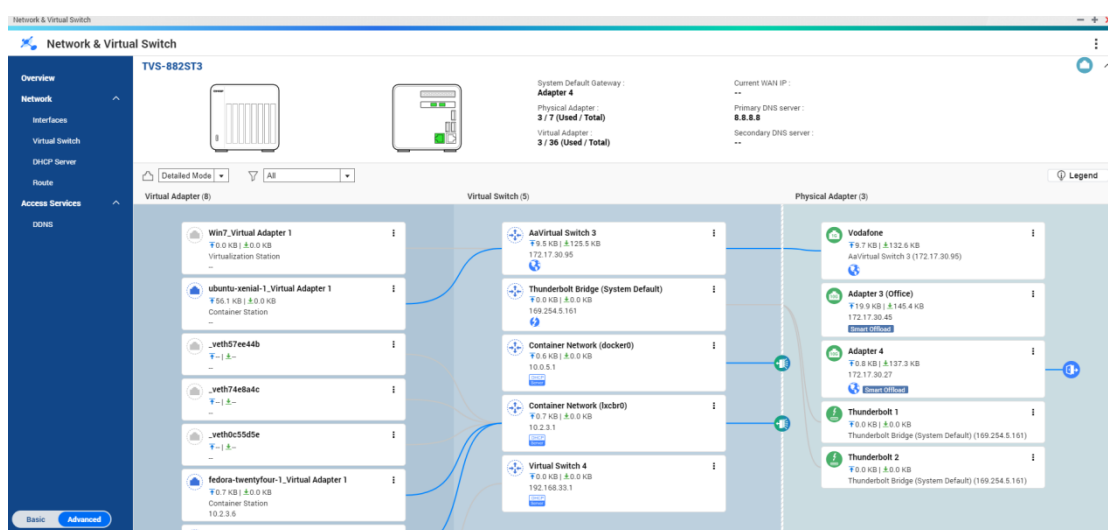 Network & Virtual Switch
Network & Virtual Switch
Overview
Network
Interfaces
Virtual Switch
DHCP Server
Route
Access Services
DDNS
Basic
Advanced
TVS-882ST3
System Default Gateway :
Adapter 4
Physical Adapter :
3 / 7 (Used / Total)
Virtual Adapter :
3 / 36 (Used / Total)
Current WAN IP :
--
Primary DNS server :
8.8.8.8
Secondary DNS server :
--
Detailed Mode
All
Legend
Virtual Adapter (8)
Win7_Virtual Adapter 1
0.0 KB | 0.0 KB
Virtualization Station
--
ubuntu-xenial-1_Virtual Adapter 1
56.1 KB | 0.0 KB
Container Station
--
_veth57ee44b
-- | --
--
_veth74e8a4c
-- | --
--
_veth0c55d5e
-- | --
--
fedora-twentyfour-1_Virtual Adapter 1
0.7 KB | 0.0 KB
Container Station
10.2.3.6
Virtual Switch (5)
AaVirtual Switch 3
9.5 KB | 125.5 KB
172.17.30.95
Thunderbolt Bridge (System Default)
0.0 KB | 0.0 KB
169.254.5.161
Container Network (docker0)
0.6 KB | 0.0 KB
10.0.5.1
DHCP
Server
Container Network (lxcbr0)
0.7 KB | 0.0 KB
10.2.3.1
DHCP
Server
Virtual Switch 4
0.0 KB | 0.0 KB
192.168.33.1
DHCP
Server
Physical Adapter (3)
Vodafone
9.7 KB | 132.6 KB
AaVirtual Switch 3 (172.17.30.95)
Adapter 3 (Office)
19.9 KB | 145.4 KB
172.17.30.45
Smart Offload
Adapter 4
0.8 KB | 137.3 KB
172.17.30.27
Smart Offload
Thunderbolt 1
0.0 KB | 0.0 KB
Thunderbolt Bridge (System Default) (169.254.5.161)
Thunderbolt 2
0.0 KB | 0.0 KB
Thunderbolt Bridge (System Default) (169.254.5.161)